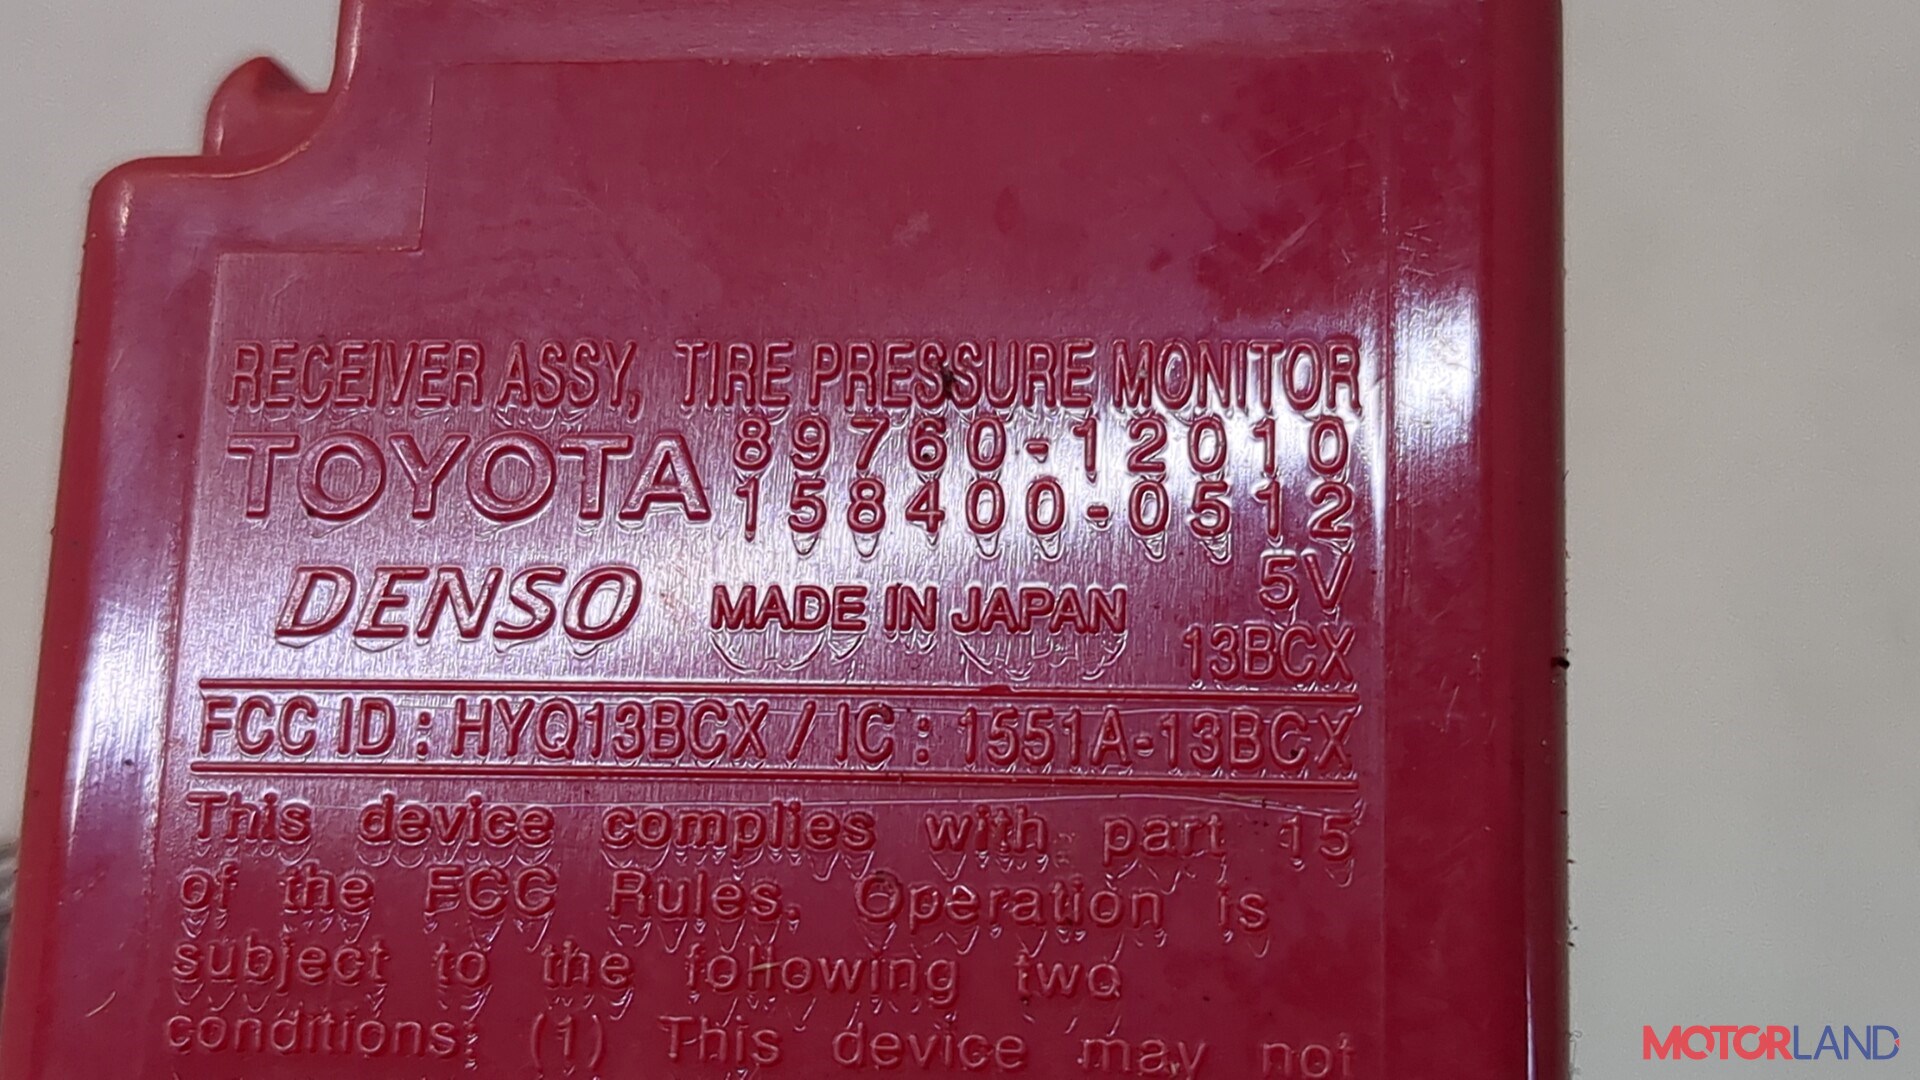 RECEIVER ASSY, TIRE PRESSURE MONITOR
TOYOTA 89760-12010
158400-0512
5V
DENSO MADE IN JAPAN
13BCX
FCC ID : HYQ13BCX / IC : 1551A-13BCX
This device complies with part 15
of the FCC Rules. Operation is
subject to the following two
conditions: (1) This device may not
MOTORLAND